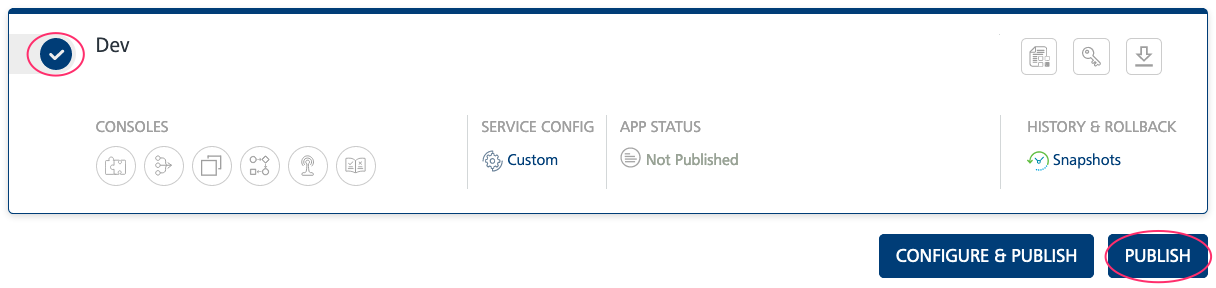 Dev
CONSOLES
SERVICE CONFIG
Custom
APP STATUS
Not Published
HISTORY & ROLLBACK
Snapshots
CONFIGURE & PUBLISH
PUBLISH